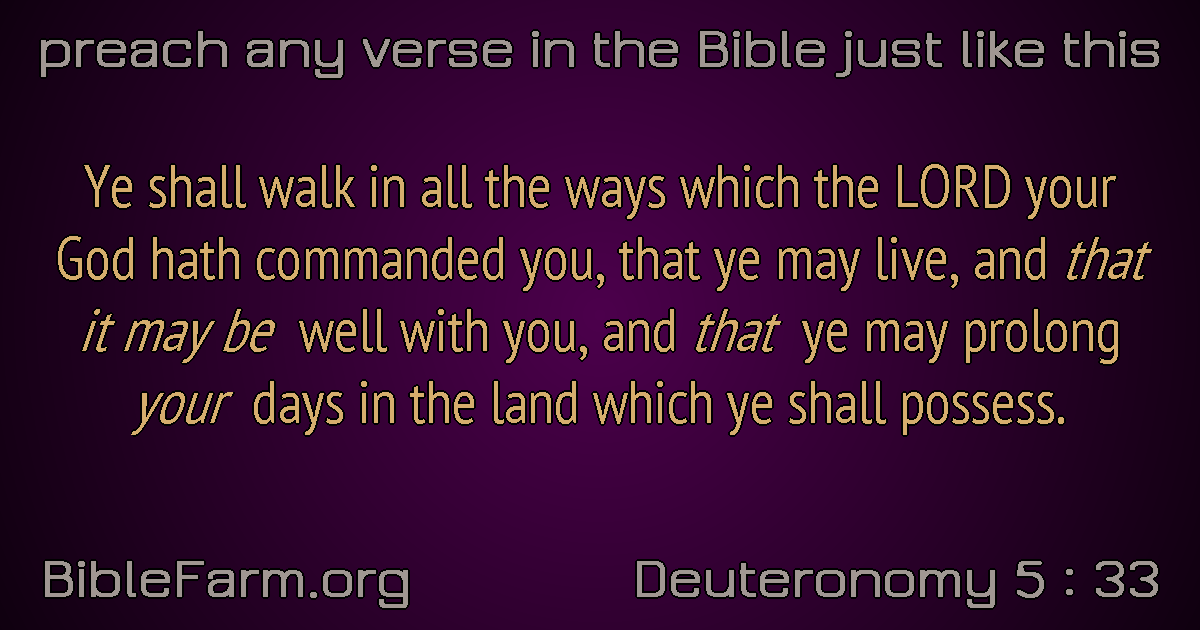 preach any verse in the Bible just like this
Ye shall walk in all the ways which the LORD your
God hath commanded you, that ye may live, and that
it may be well with you, and that ye may prolong
your days in the land which ye shall possess.
BibleFarm.org
Deuteronomy 5 : 33